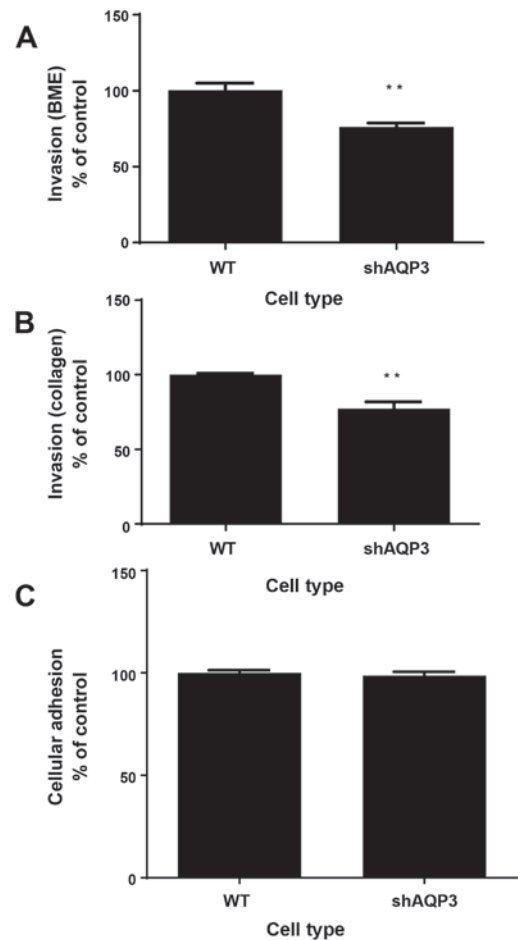 A
Invasion (BME)
% of control
150
100
50
0
* *
WT shAQP3
Cell type
B
Invasion (collagen)
% of control
150
100
50
0
* *
WT shAQP3
Cell type
C
Cellular adhesion
% of control
150
100
50
0
WT shAQP3
Cell type